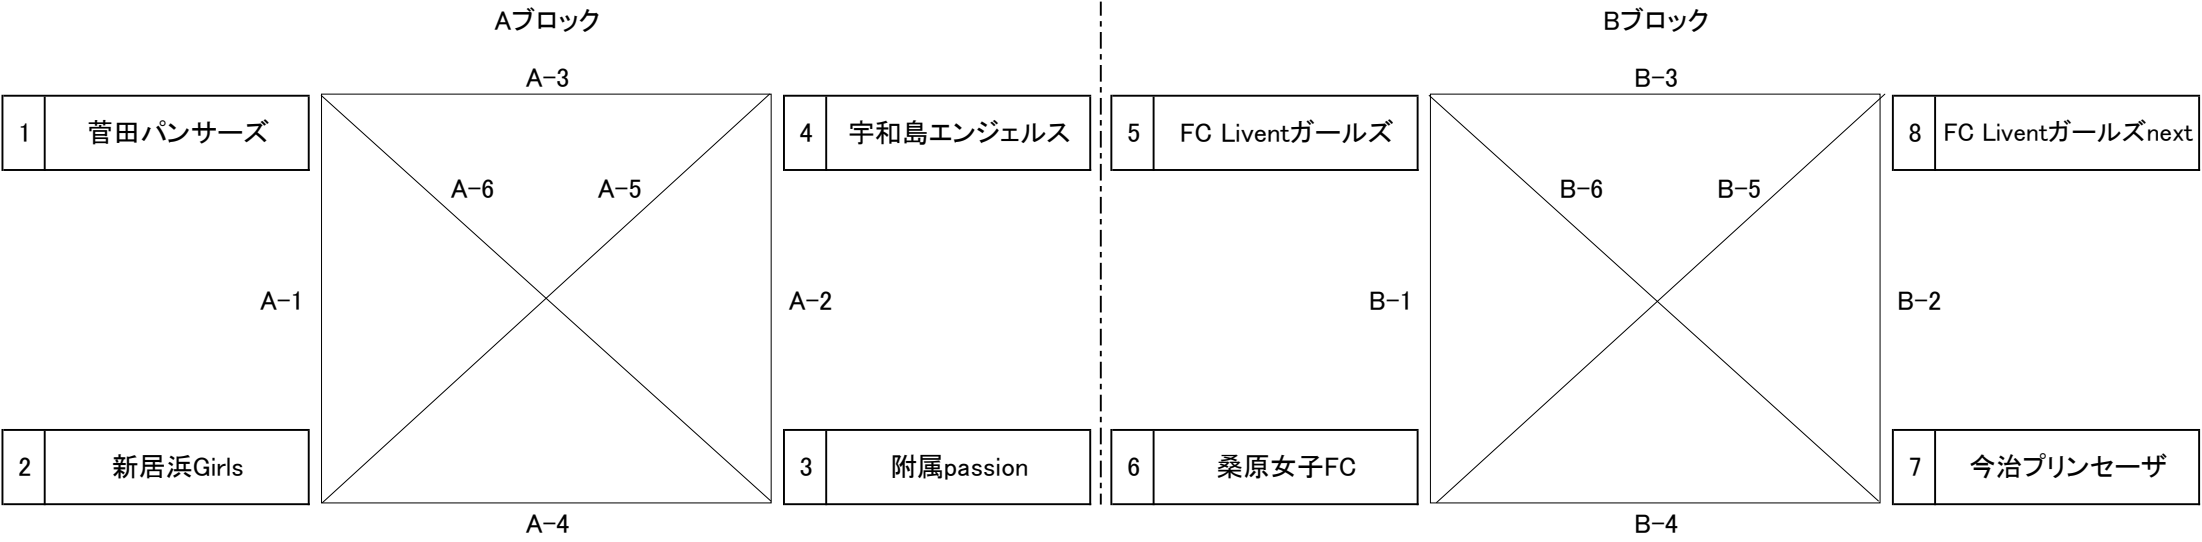 Aブロック
Bブロック
A-3
B-3
1 菅田パンサーズ
4 宇和島エンジェルス
5 FC Liventガールズ
8 FC Liventガールズnext
A-6
A-5
B-6
B-5
A-1
A-2
B-1
B-2
2 新居浜Girls
3 附属passion
6 桑原女子FC
7 今治プリンセーザ
A-4
B-4